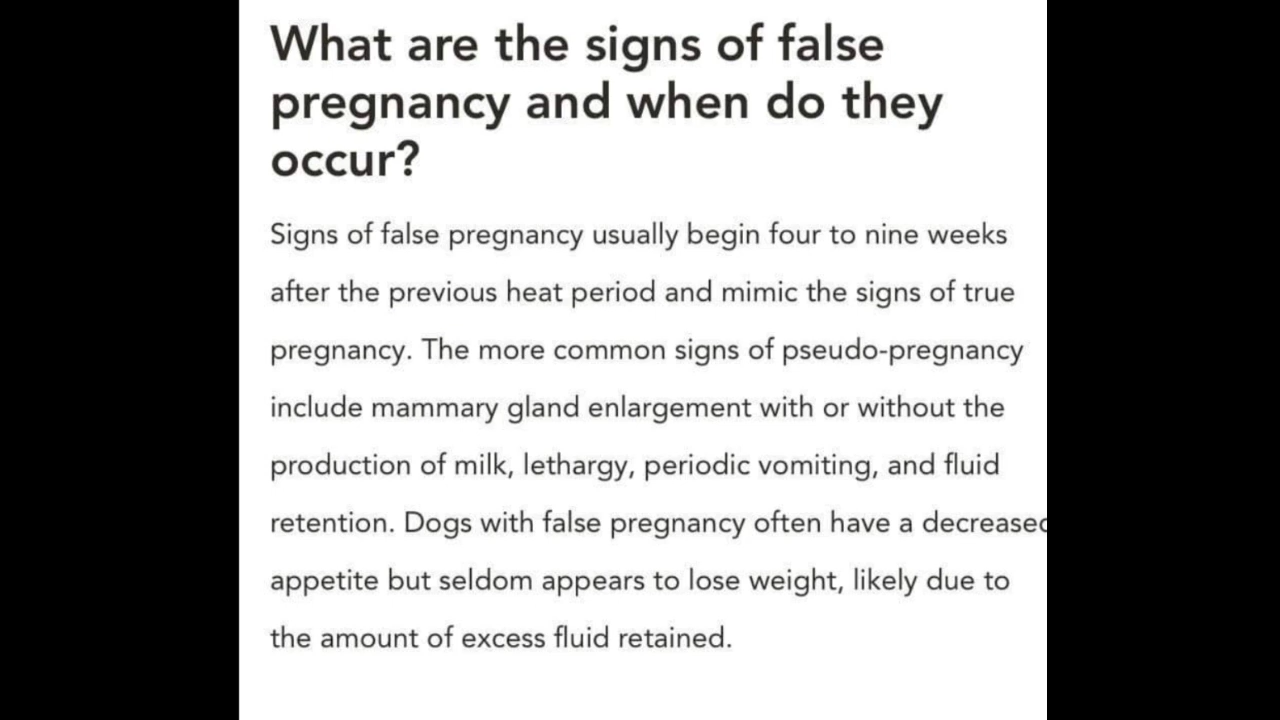 What are the signs of false
pregnancy and when do they
occur?
Signs of false pregnancy usually begin four to nine weeks
after the previous heat period and mimic the signs of true
pregnancy. The more common signs of pseudo-pregnancy
include mammary gland enlargement with or without the
production of milk, lethargy, periodic vomiting, and fluid
retention. Dogs with false pregnancy often have a decreased
appetite but seldom appears to lose weight, likely due to
the amount of excess fluid retained.